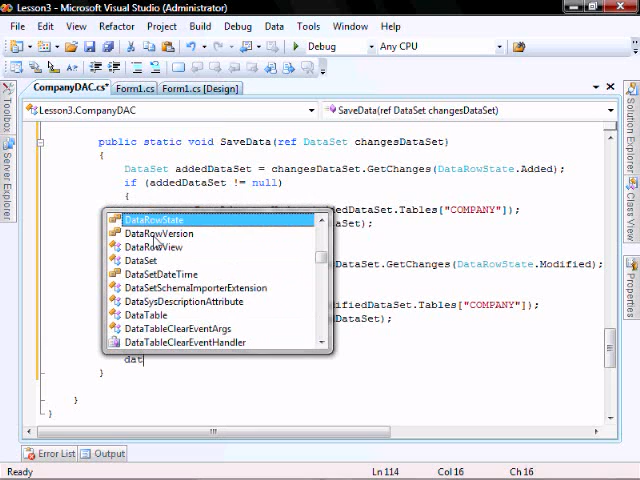 Lesson3 - Microsoft Visual Studio (Administrator)
File Edit View Refactor Project Build Debug Data Tools Window Help
Debug Any CPU
CompanyDAC.cs* Form1.cs Form1.cs [Design]
Lesson3.CompanyDAC SaveData(ref DataSet changesDataSet)
public static void SaveData(ref DataSet changesDataSet)
{
DataSet addedDataSet = changesDataSet.GetChanges(DataRowState.Added);
if (addedDataSet != null)
{
dedDataSet.Tables["COMPANY"]);
taSet);
DataSet.GetChanges(DataRowState.Modified);
ifiedDataSet.Tables["COMPANY"]);
DataSet);
DataRowState
DataRowVersion
DataRowView
DataSet
DataSetDateTime
DataSetSchemaImporterExtension
DataSysDescriptionAttribute
DataTable
DataTableClearEventArgs
DataTableClearEventHandler
dat
}
}
}
Toolbox
Server Explorer
Solution Explorer
Class View
Properties
Error List Output
Ready Ln 114 Col 16 Ch 16